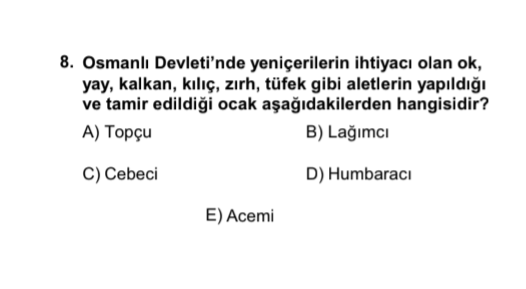 8. Osmanlı Devleti’nde yeniçerilerin ihtiyacı olan ok,
yay, kalkan, kılıç, zırh, tüfek gibi aletlerin yapıldığı
ve tamir edildiği ocak aşağıdakilerden hangisidir?
A) Topçu B) Lağımcı
C) Cebeci D) Humbaracı
E) Acemi